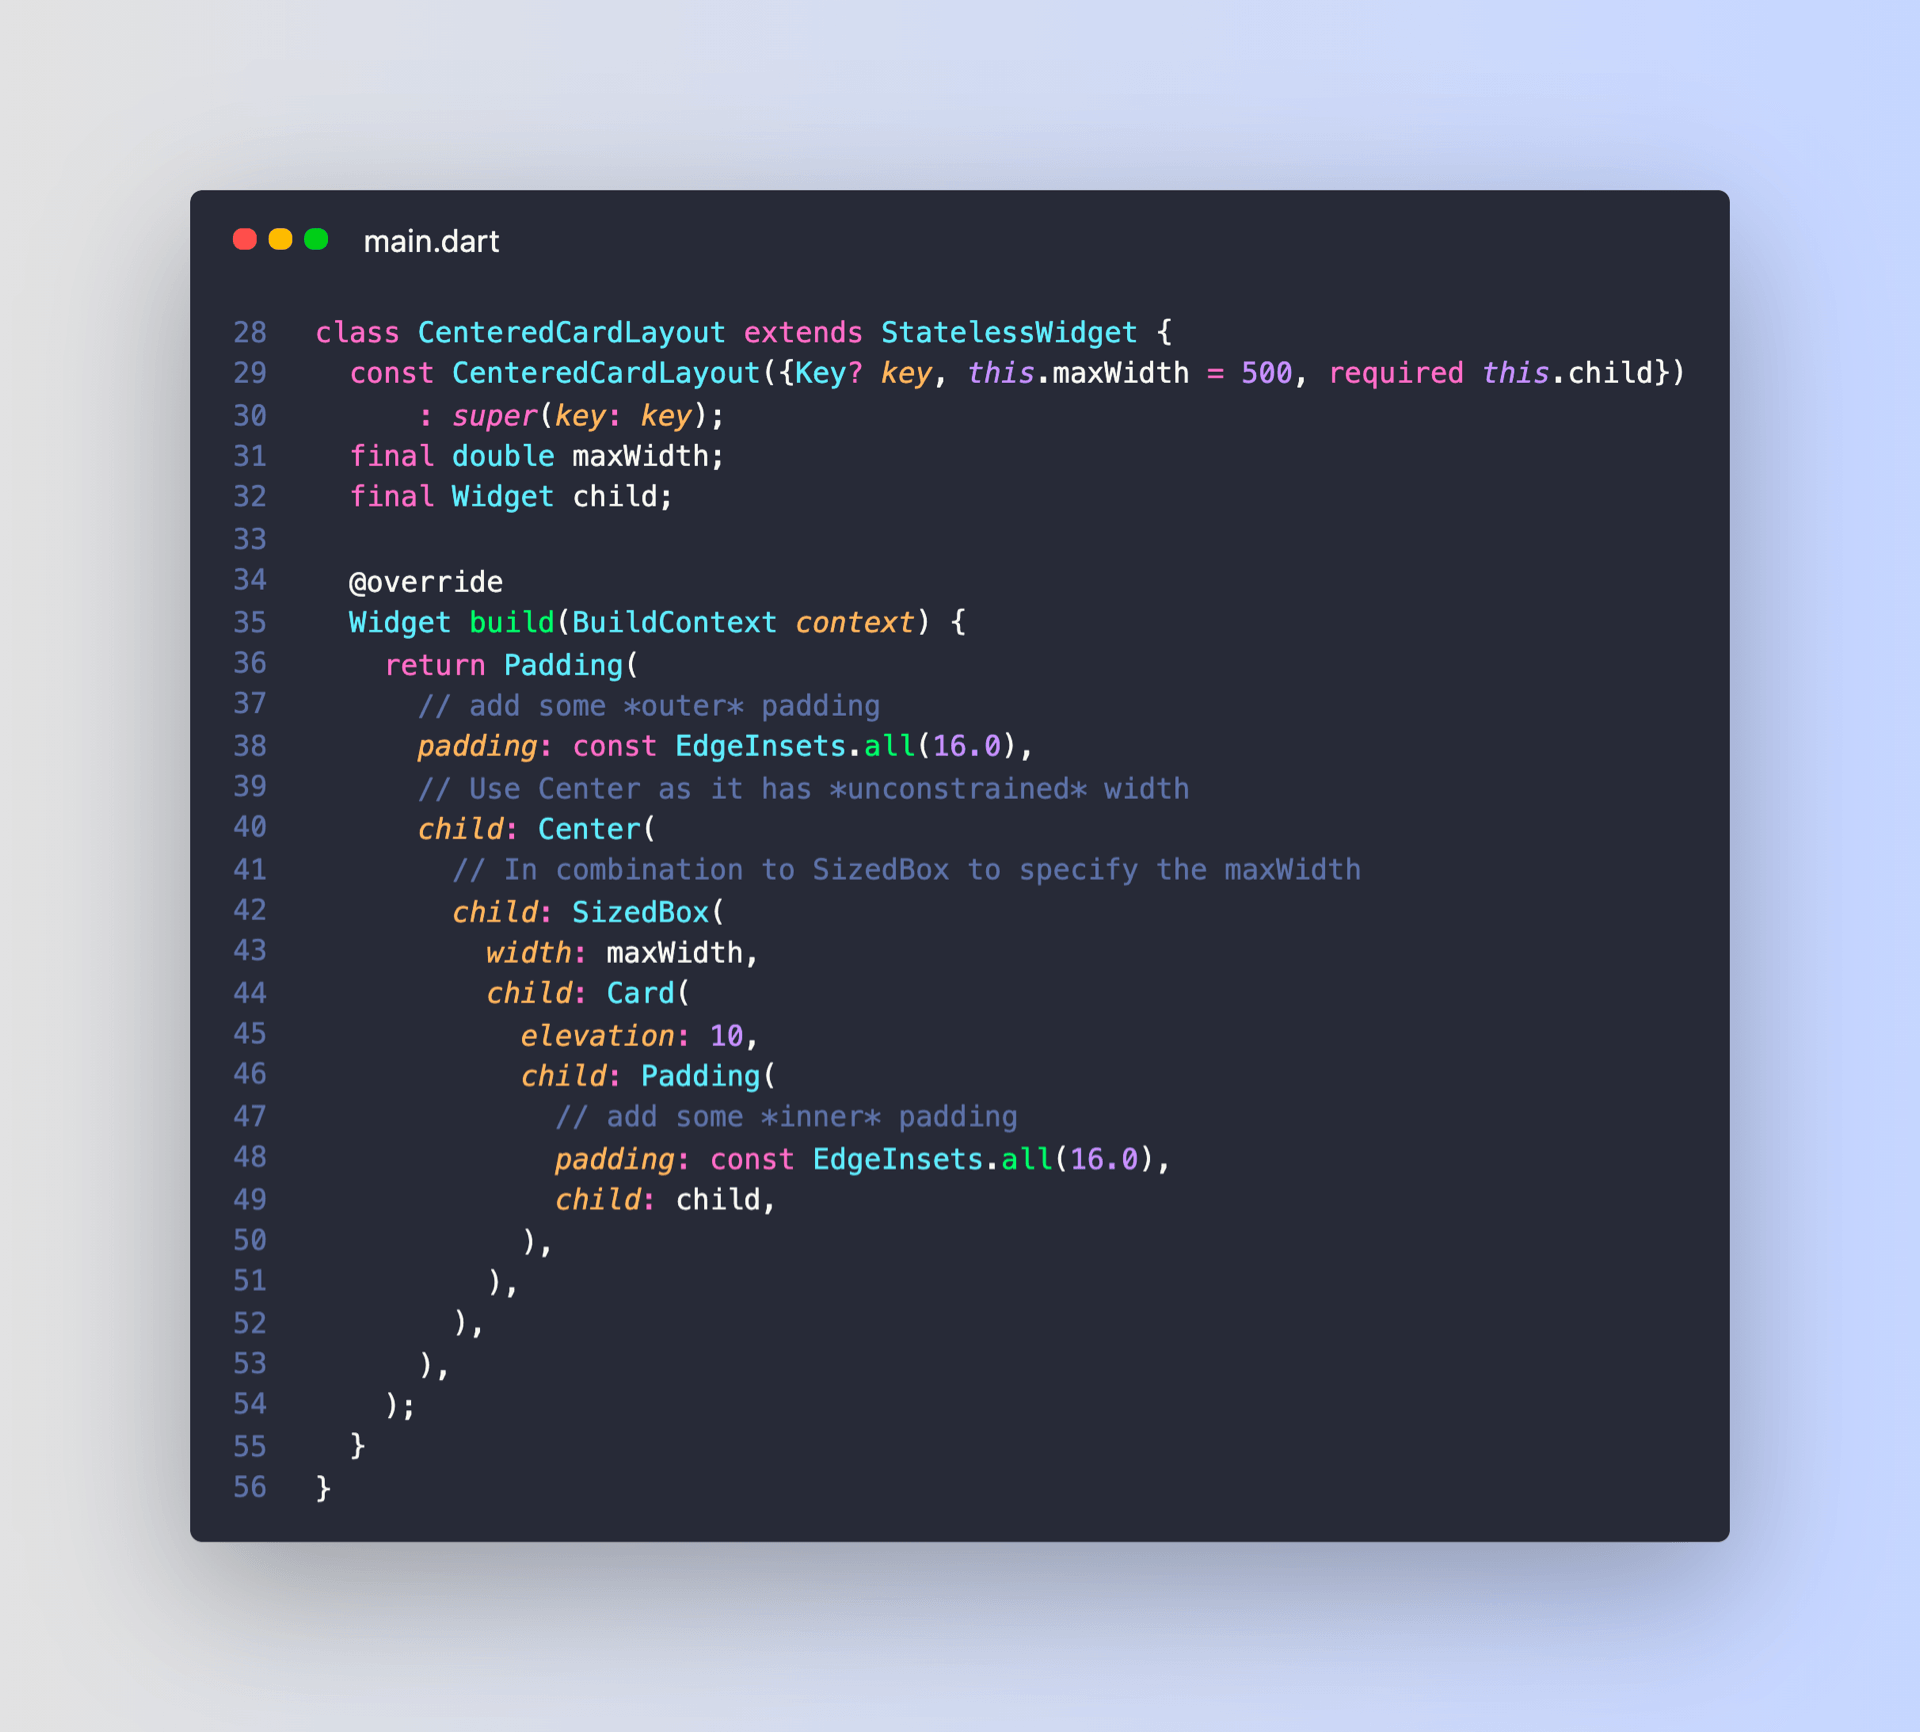 main.dart
28 class CenteredCardLayout extends StatelessWidget {
29   const CenteredCardLayout({Key? key, this.maxWidth = 500, required this.child})
30       : super(key: key);
31   final double maxWidth;
32   final Widget child;
33
34   @override
35   Widget build(BuildContext context) {
36     return Padding(
37       // add some *outer* padding
38       padding: const EdgeInsets.all(16.0),
39       // Use Center as it has *unconstrained* width
40       child: Center(
41         // In combination to SizedBox to specify the maxWidth
42         child: SizedBox(
43           width: maxWidth,
44           child: Card(
45             elevation: 10,
46             child: Padding(
47               // add some *inner* padding
48               padding: const EdgeInsets.all(16.0),
49               child: child,
50             ),
51           ),
52         ),
53       ),
54     );
55   }
56 }